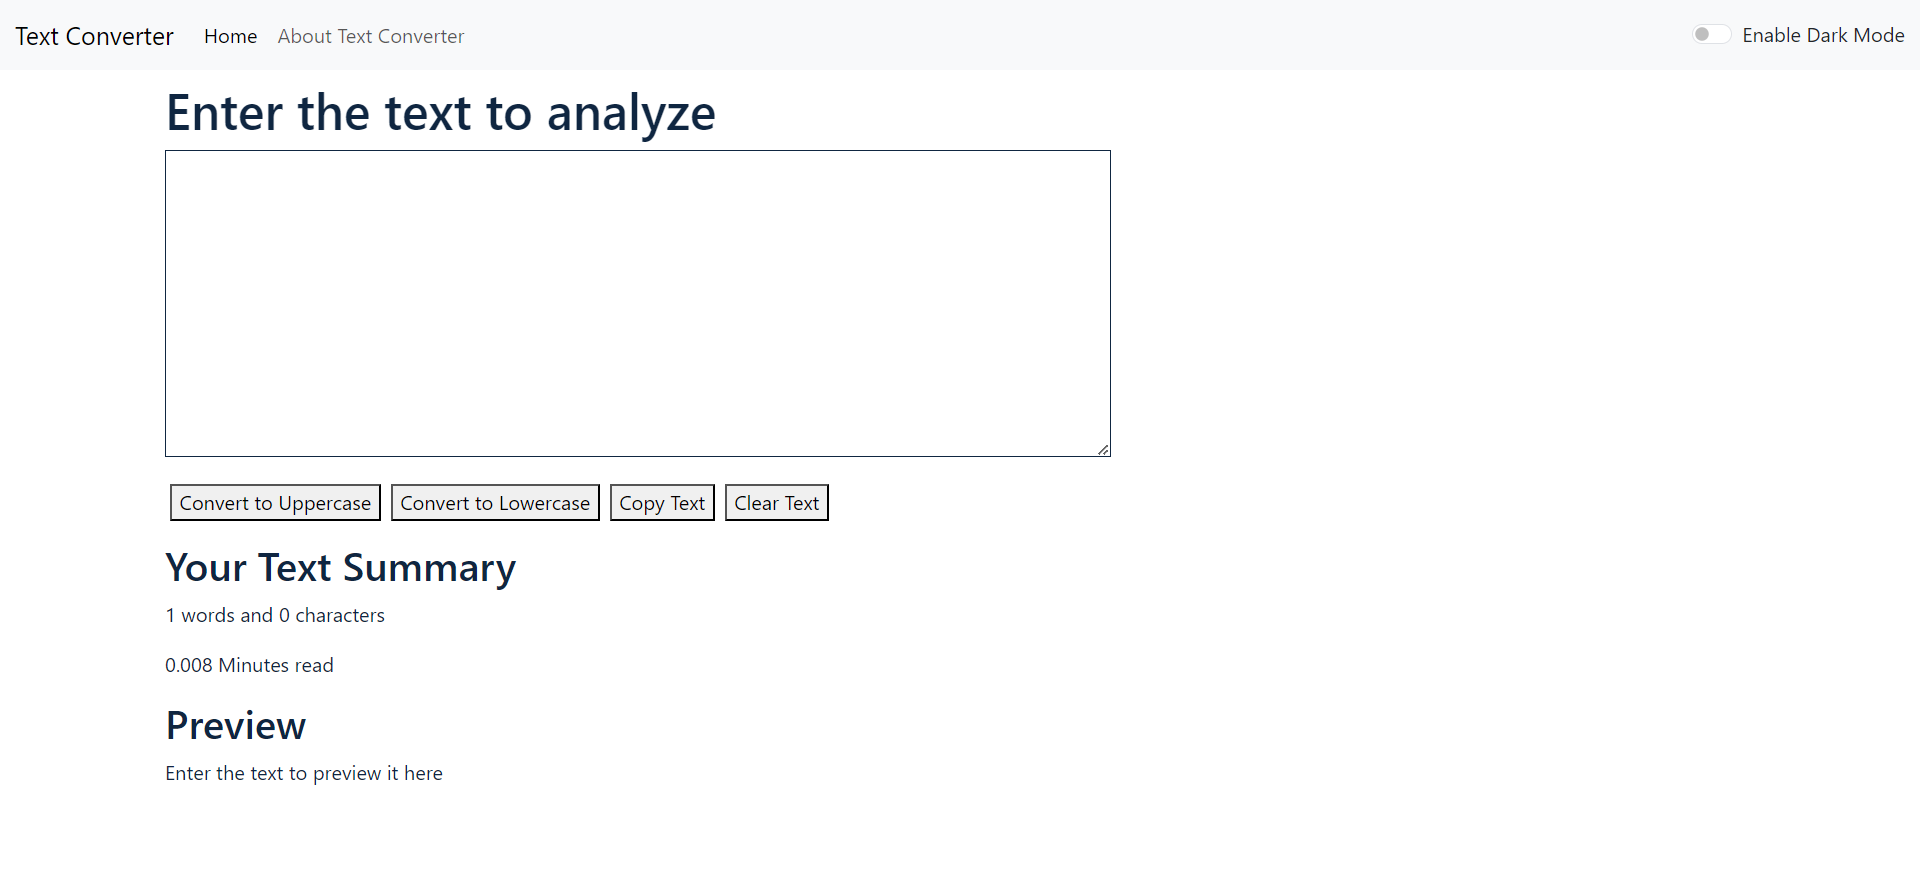 Text Converter Home About Text Converter Enable Dark Mode
Enter the text to analyze
Convert to Uppercase Convert to Lowercase Copy Text Clear Text
Your Text Summary
1 words and 0 characters
0.008 Minutes read
Preview
Enter the text to preview it here